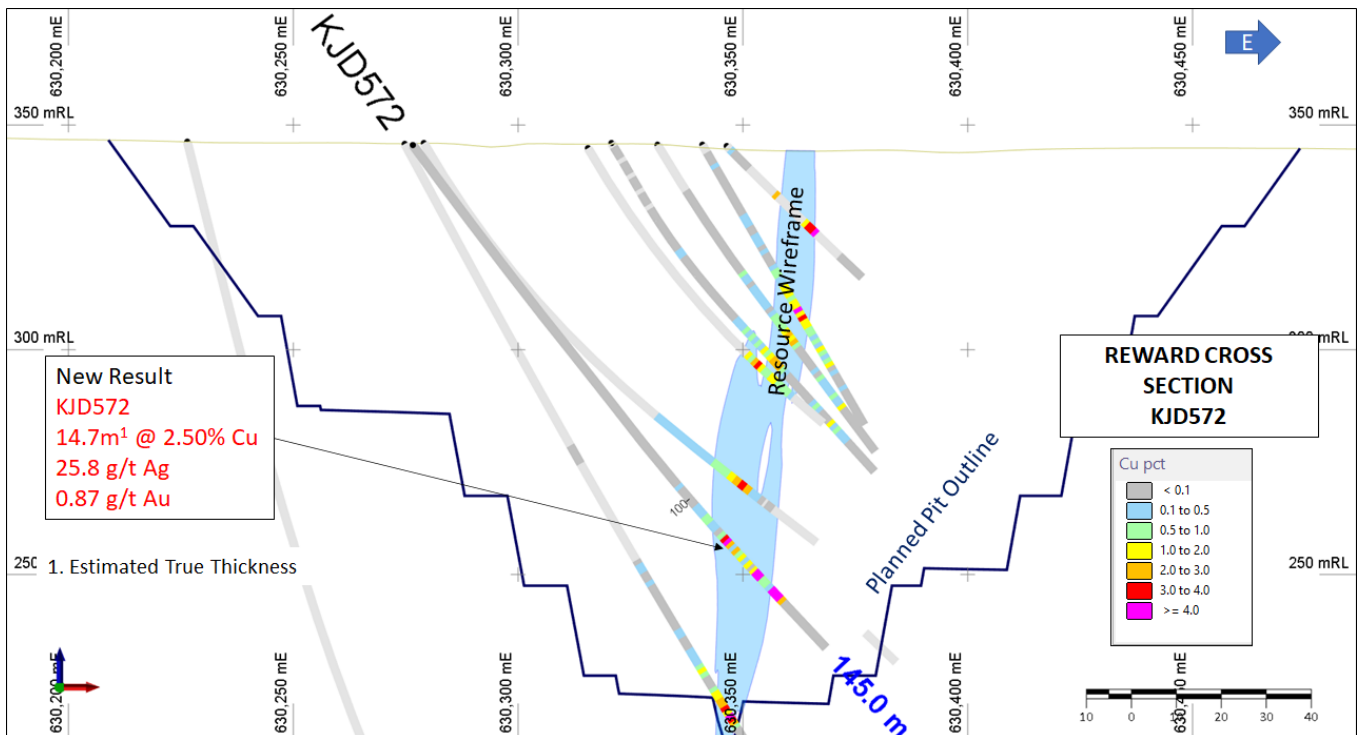 630,200 mE
630,250 mE
630,300 mE
630,350 mE
630,400 mE
630,450 mE
E
KJD572
350 mRL
350 mRL
Resource Wireframe
300 mRL
REWARD CROSS
SECTION
KJD572
New Result
KJD572
14.7m¹ @ 2.50% Cu
25.8 g/t Ag
0.87 g/t Au
1. Estimated True Thickness
100
Planned Pit Outline
Cu pct
< 0.1
0.1 to 0.5
0.5 to 1.0
1.0 to 2.0
2.0 to 3.0
3.0 to 4.0
>= 4.0
250 mRL
145.0 m
630,200 mE
630,250 mE
630,300 mE
630,350 mE
630,400 mE
10 0 10 20 30 40